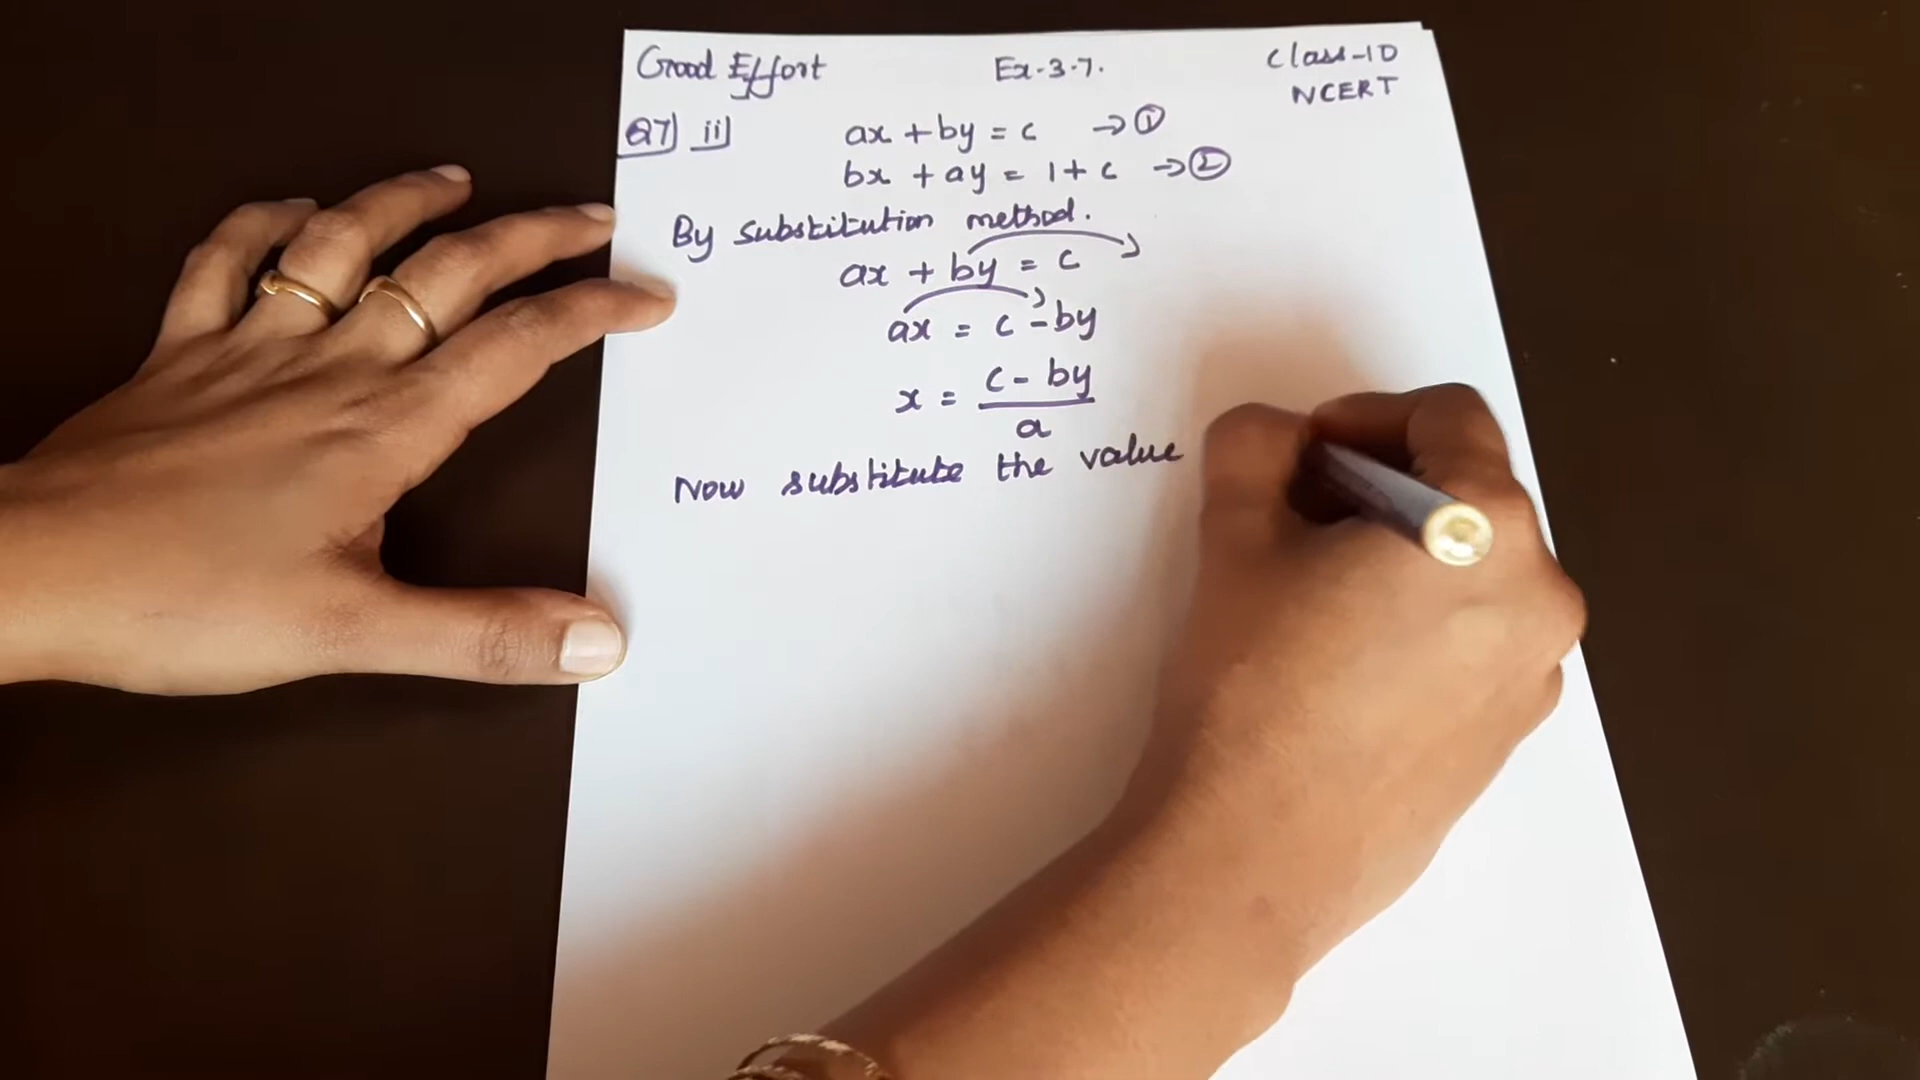 Good Effort Ex-3.7. Class-10
NCERT
Q7) ii) ax + by = c → ①
bx + ay = 1 + c → ②
By substitution method.
ax + by = c
ax = c - by
x = c - by / a
Now substitute the value